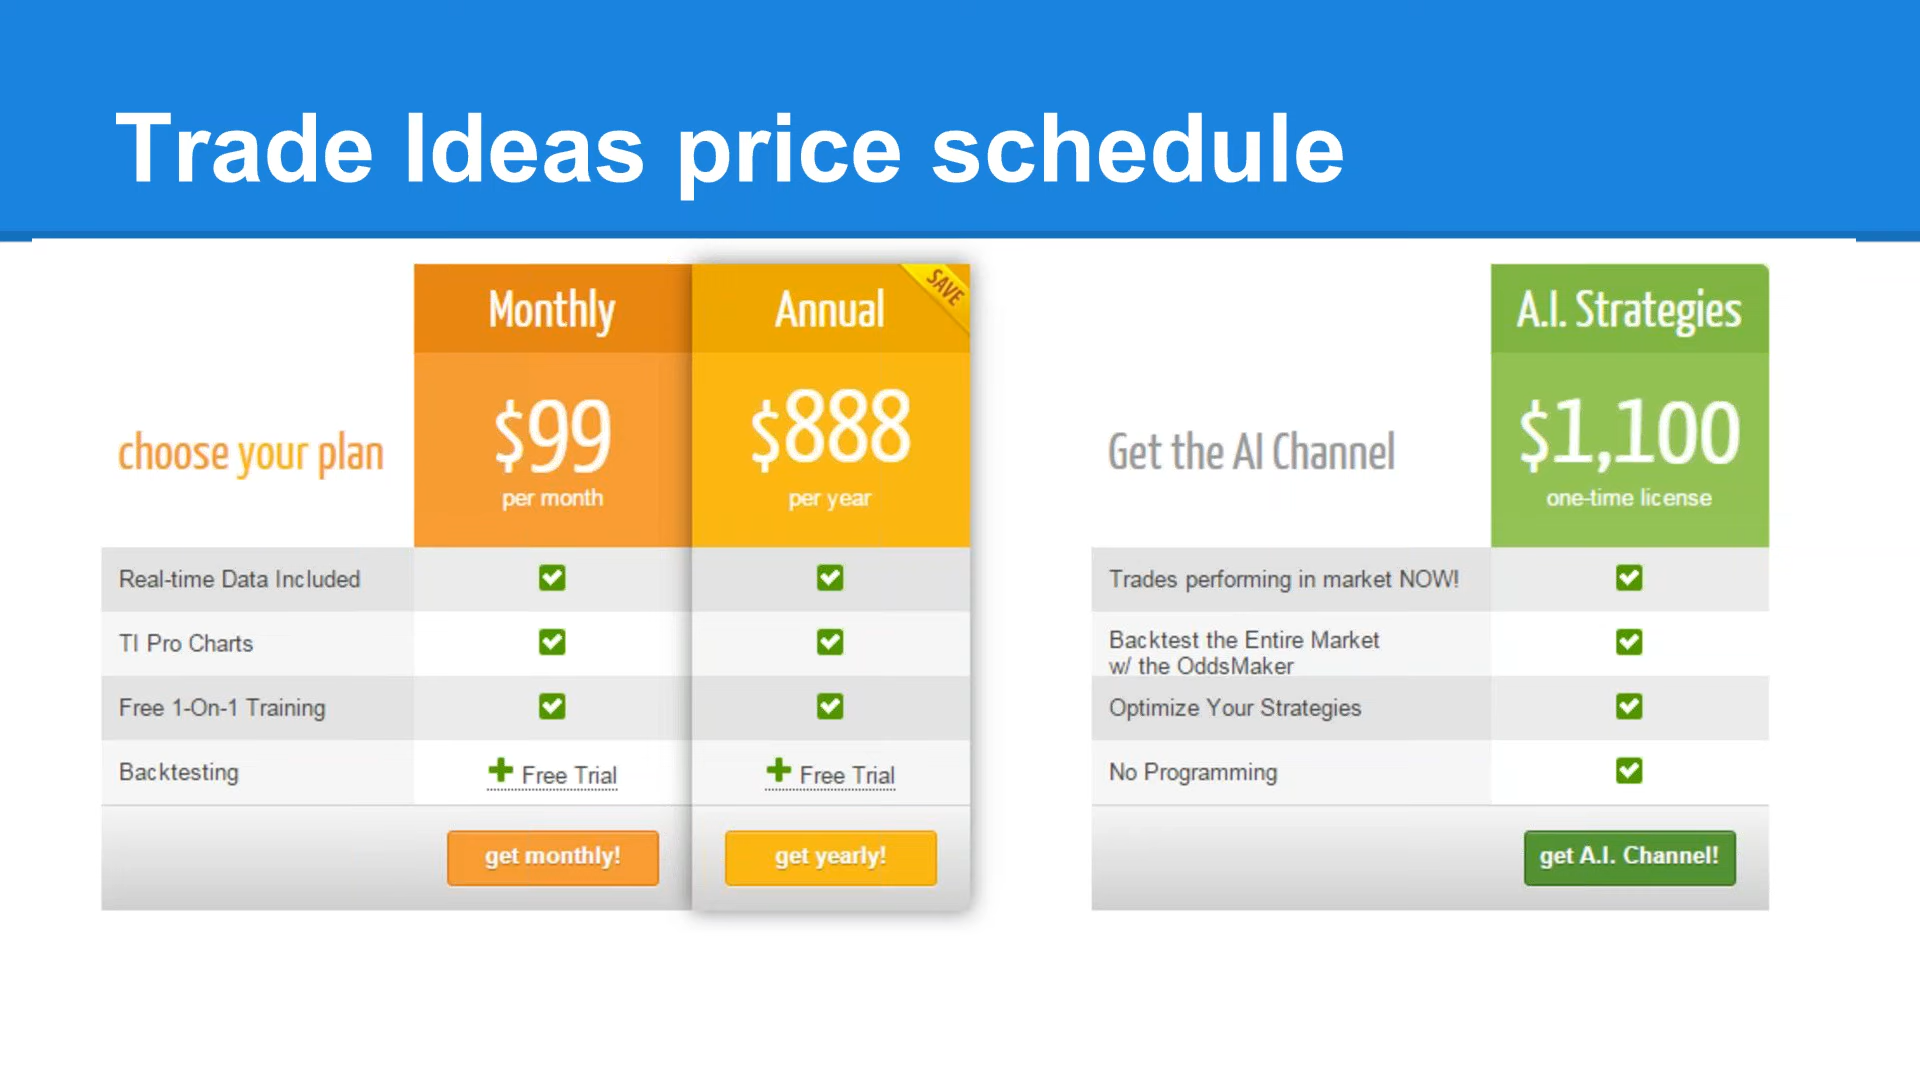 Trade Ideas price schedule
Monthly
Annual
SAVE
choose your plan
$99
per month
$888
per year
Real-time Data Included
TI Pro Charts
Free 1-On-1 Training
Backtesting
Free Trial
Free Trial
get monthly!
get yearly!
A.I. Strategies
Get the AI Channel
$1,100
one-time license
Trades performing in market NOW!
Backtest the Entire Market
w/ the OddsMaker
Optimize Your Strategies
No Programming
get A.I. Channel!